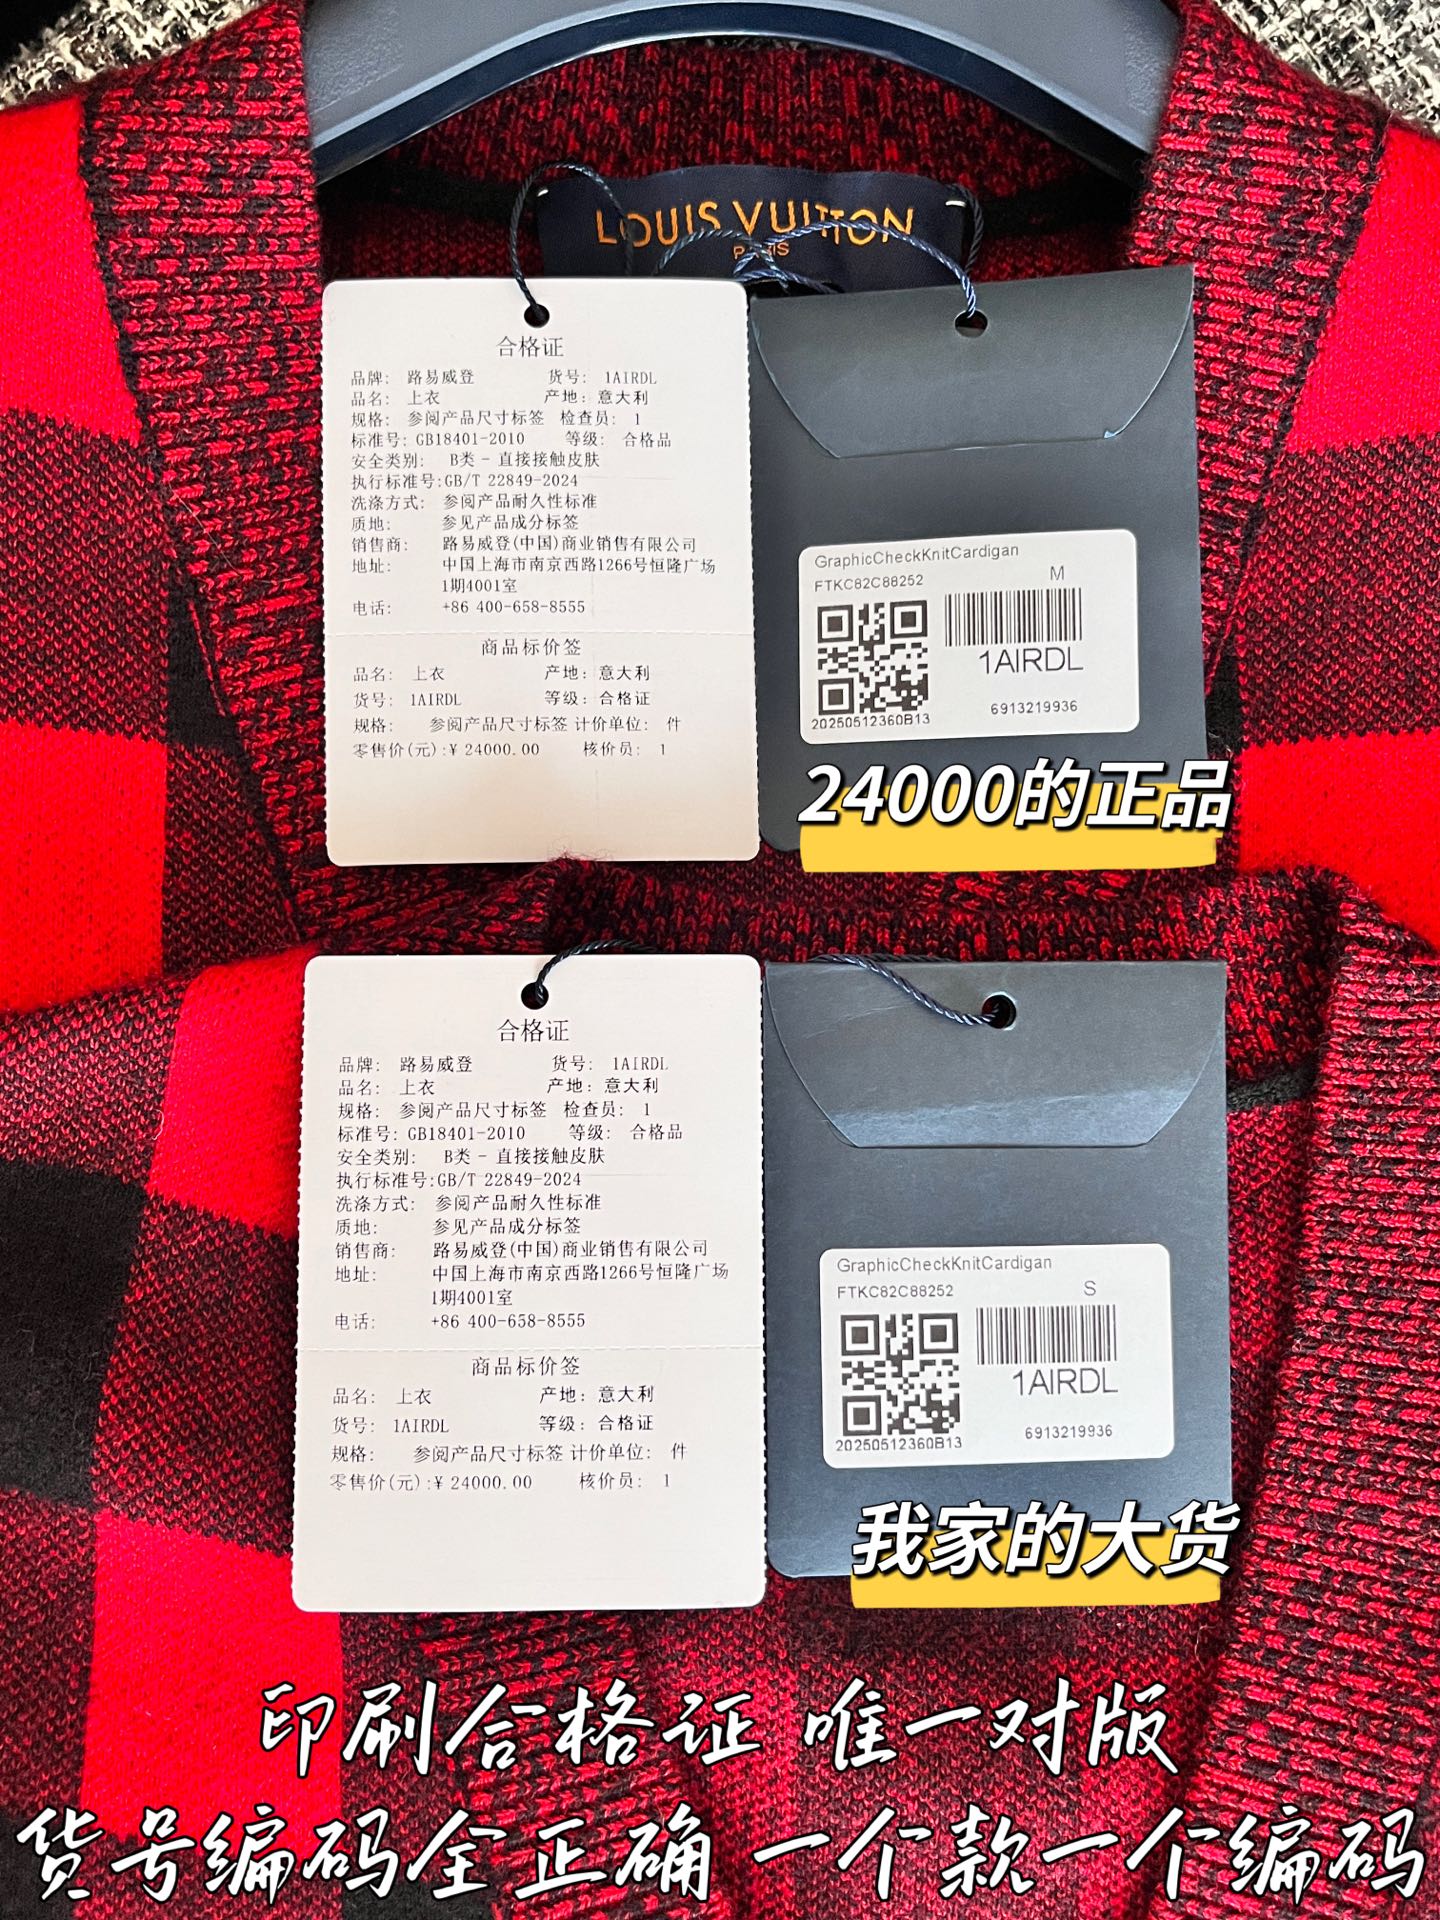 LOUIS VUITTON
PARIS
合格证
品牌: 路易威登 货号: 1AIRDL
品名: 上衣 产地: 意大利
规格: 参阅产品尺寸标签 检查员: 1
标准号: GB18401-2010 等级: 合格品
安全类别: B类 - 直接接触皮肤
执行标准号:GB/T 22849-2024
洗涤方式: 参阅产品耐久性标准
质地: 参见产品成分标签
销售商: 路易威登(中国)商业销售有限公司
地址: 中国上海市南京西路1266号恒隆广场
1期4001室
电话: +86 400-658-8555
商品标价签
品名: 上衣 产地: 意大利
货号: 1AIRDL 等级: 合格证
规格: 参阅产品尺寸标签 计价单位: 件
零售价(元):¥ 24000.00 核价员: 1
GraphicCheckKnitCardigan
FTKC82C88252 M
1AIRDL
20250512360B13 6913219936
24000的正品
合格证
品牌: 路易威登 货号: 1AIRDL
品名: 上衣 产地: 意大利
规格: 参阅产品尺寸标签 检查员: 1
标准号: GB18401-2010 等级: 合格品
安全类别: B类 - 直接接触皮肤
执行标准号:GB/T 22849-2024
洗涤方式: 参阅产品耐久性标准
质地: 参见产品成分标签
销售商: 路易威登(中国)商业销售有限公司
地址: 中国上海市南京西路1266号恒隆广场
1期4001室
电话: +86 400-658-8555
商品标价签
品名: 上衣 产地: 意大利
货号: 1AIRDL 等级: 合格证
规格: 参阅产品尺寸标签 计价单位: 件
零售价(元):¥ 24000.00 核价员: 1
GraphicCheckKnitCardigan
FTKC82C88252 S
1AIRDL
20250512360B13 6913219936
我家的大货
印刷合格证 唯一对版
货号编码全正确 一个款一个编码